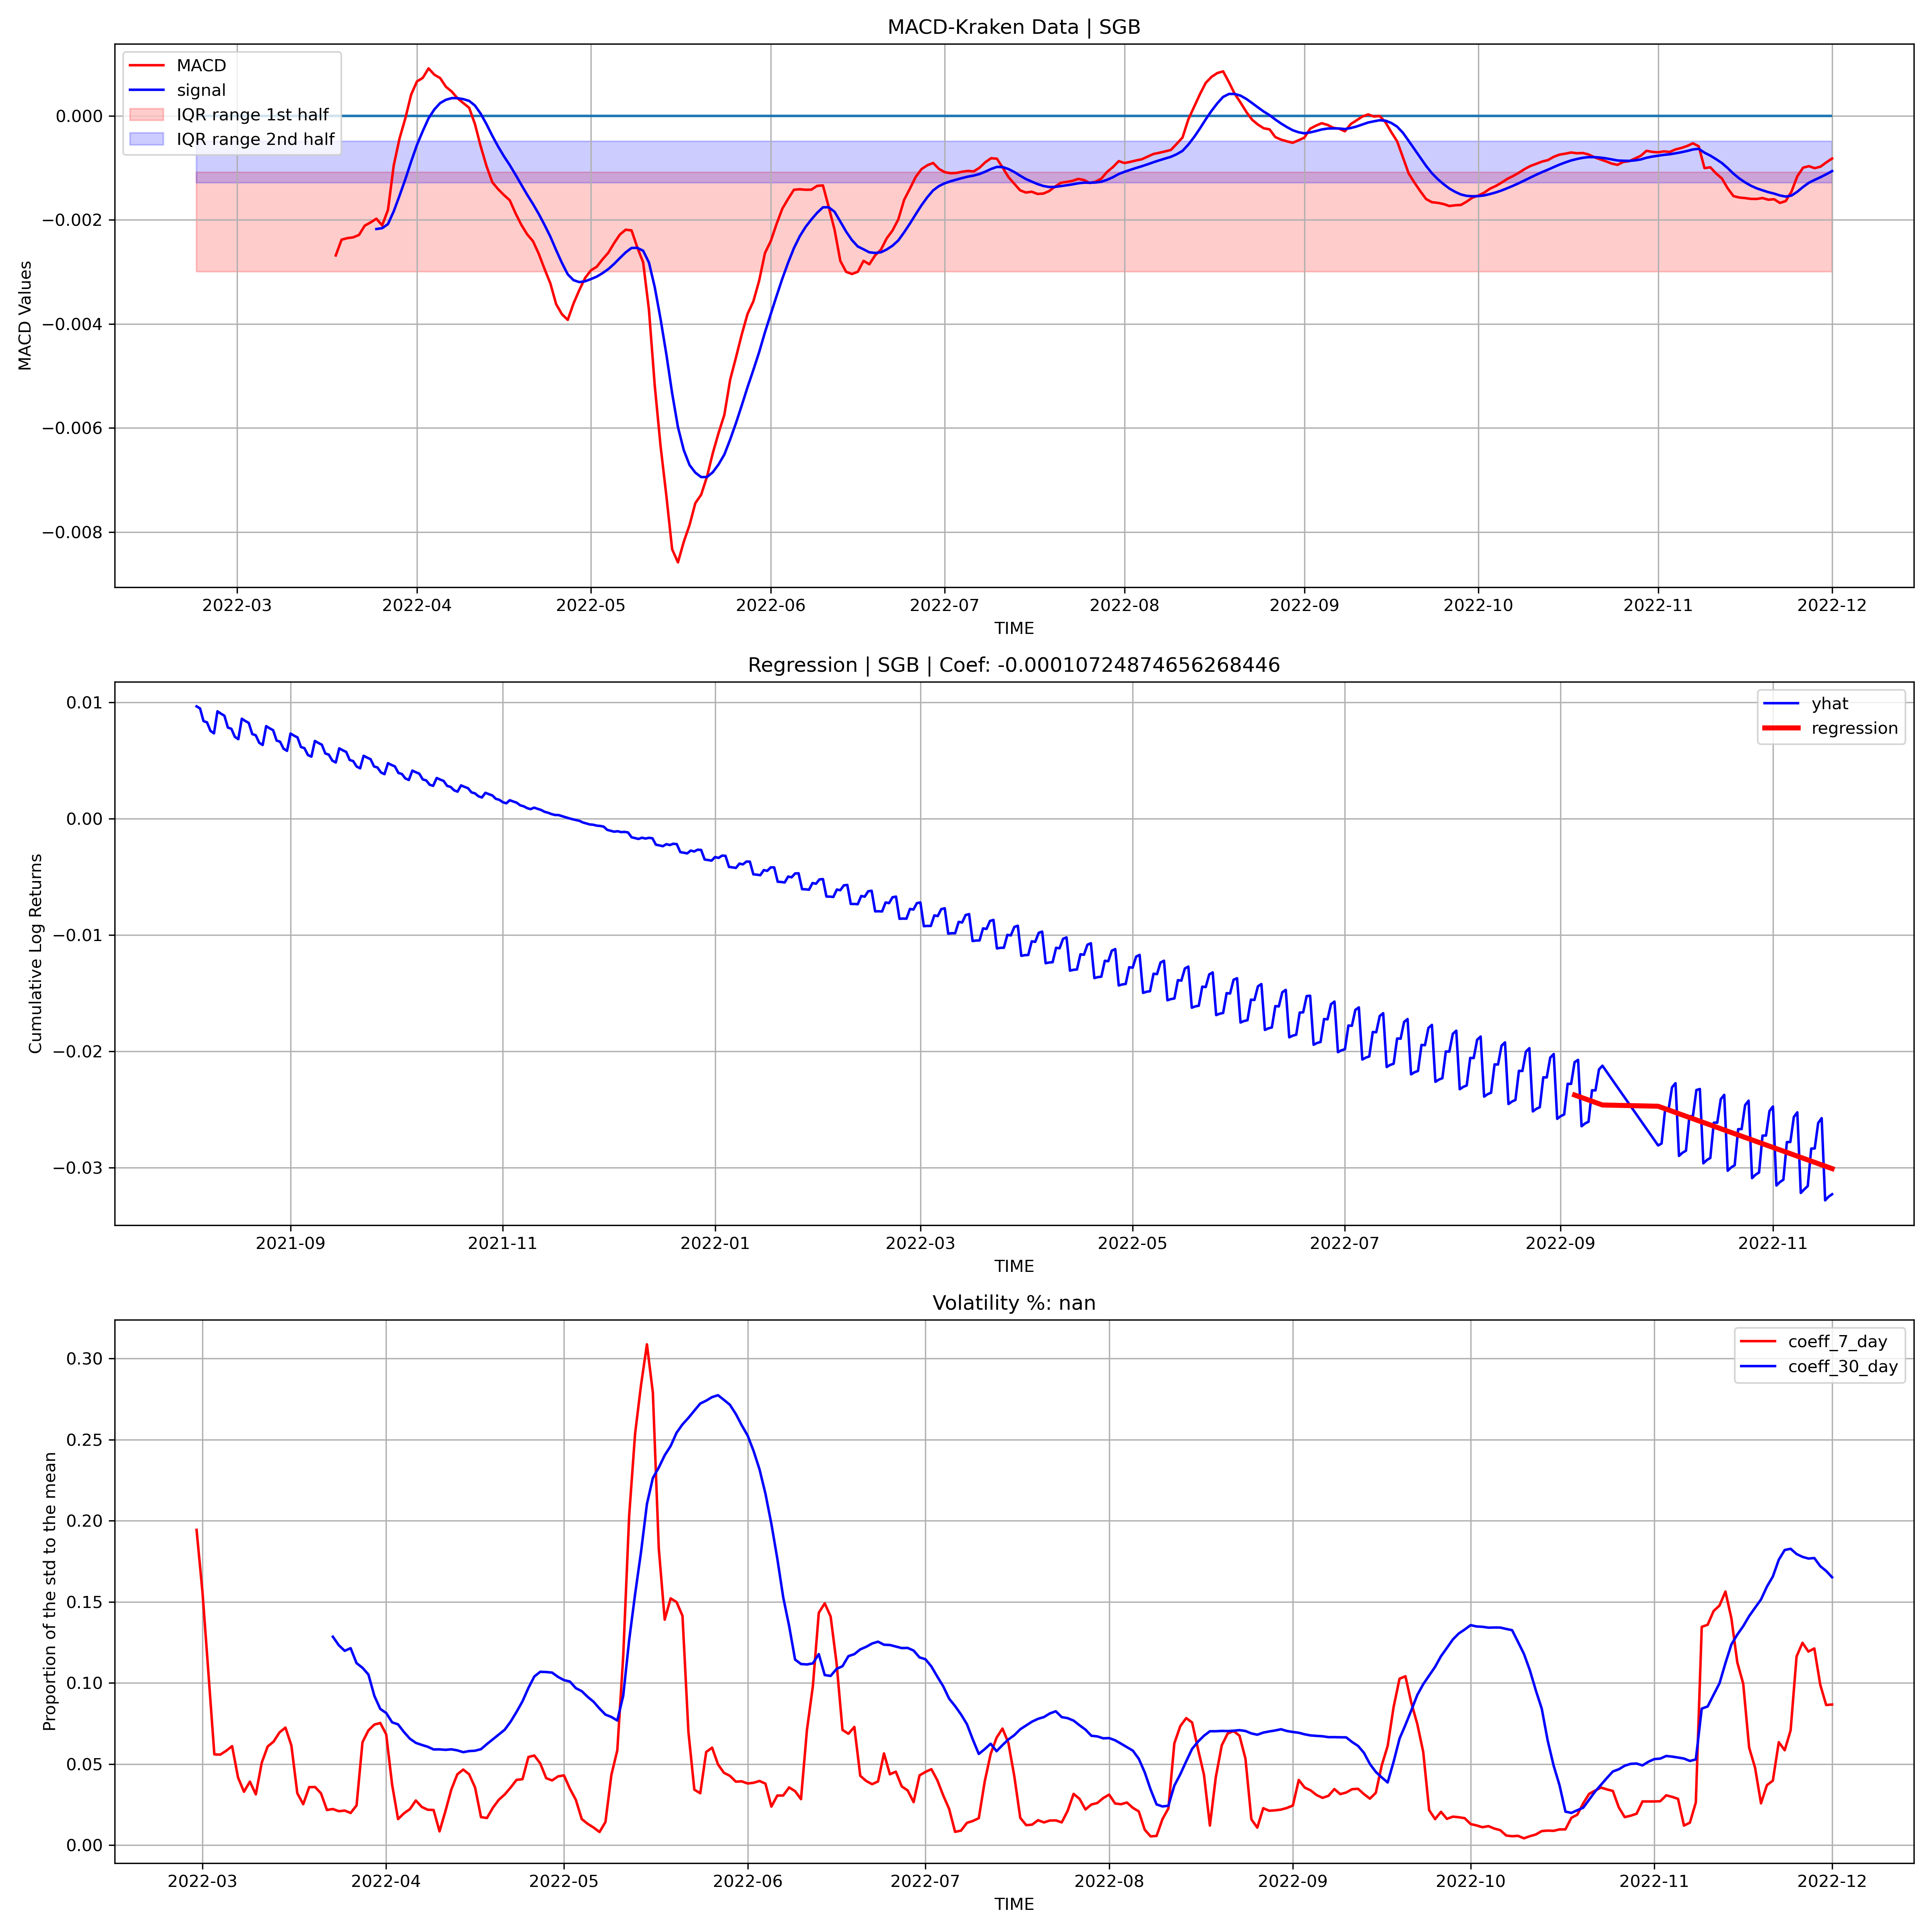 MACD-Kraken Data | SGB
MACD
signal
IQR range 1st half
IQR range 2nd half
MACD Values
0.000
−0.002
−0.004
−0.006
−0.008
2022-03 2022-04 2022-05 2022-06 2022-07 2022-08 2022-09 2022-10 2022-11 2022-12
TIME
Regression | SGB | Coef: -0.00010724874656268446
yhat
regression
Cumulative Log Returns
0.01
0.00
−0.01
−0.02
−0.03
2021-09 2021-11 2022-01 2022-03 2022-05 2022-07 2022-09 2022-11
TIME
Volatility %: nan
coeff_7_day
coeff_30_day
Proportion of the std to the mean
0.30
0.25
0.20
0.15
0.10
0.05
0.00
2022-03 2022-04 2022-05 2022-06 2022-07 2022-08 2022-09 2022-10 2022-11 2022-12
TIME